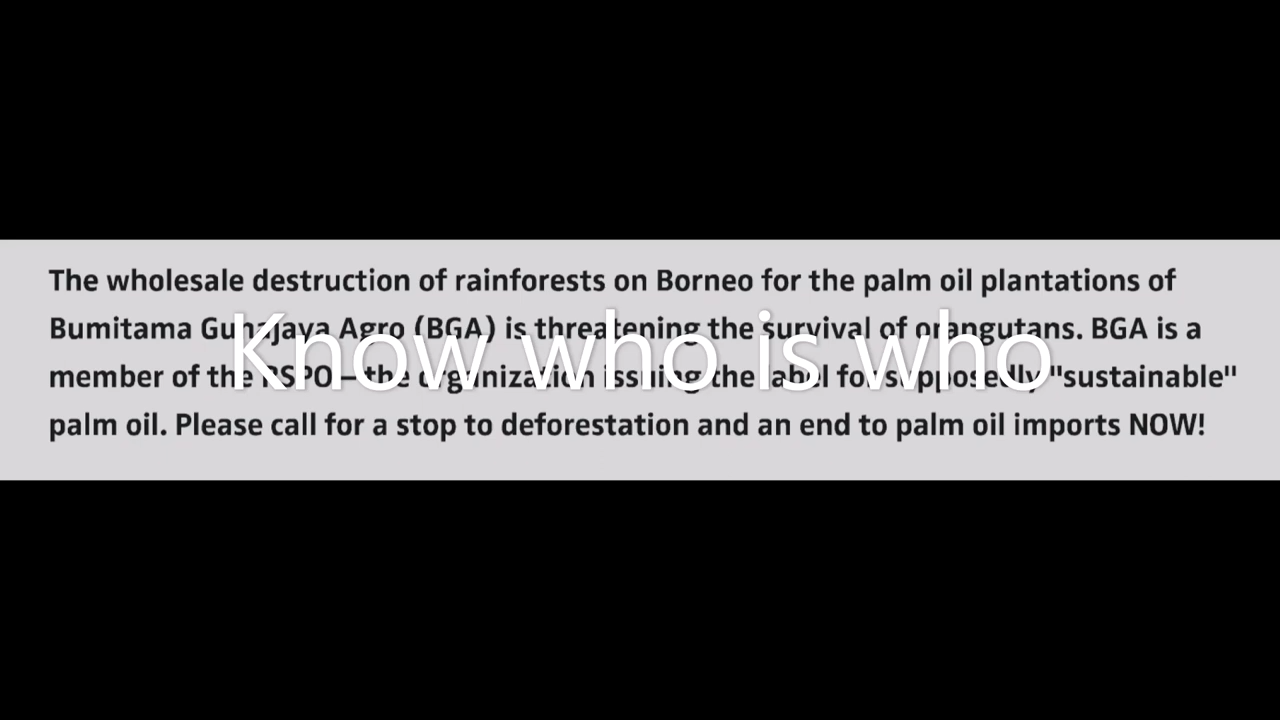 The wholesale destruction of rainforests on Borneo for the palm oil plantations of
Bumitama Gunajaya Agro (BGA) is threatening the survival of orangutans. BGA is a
member of the RSPO—the organization issuing the label for supposedly "sustainable"
palm oil. Please call for a stop to deforestation and an end to palm oil imports NOW!
Know who is who